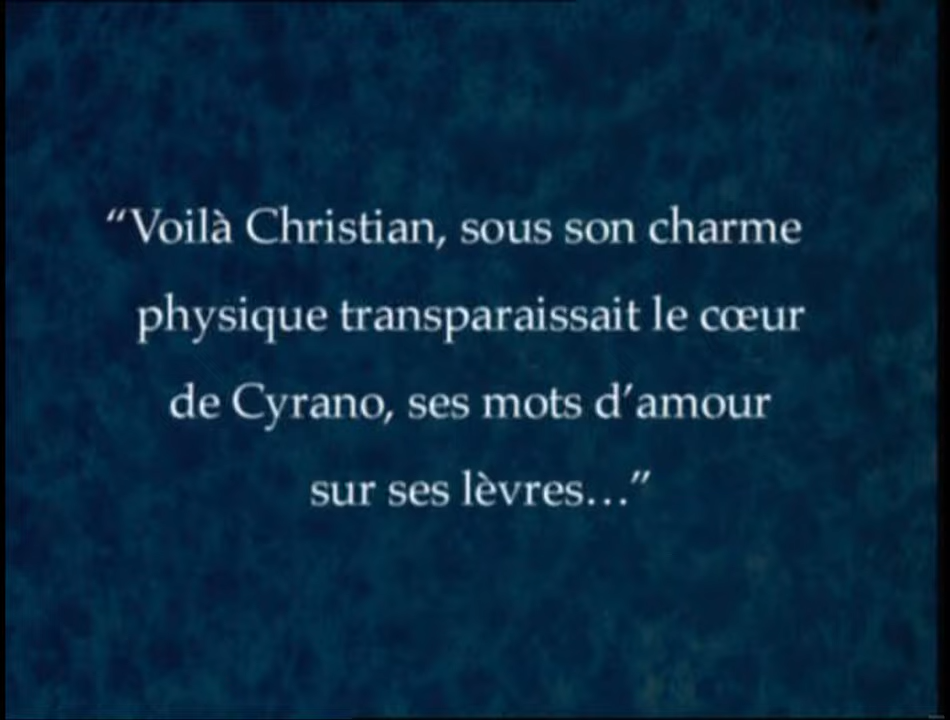 “Voilà Christian, sous son charme
physique transparaissait le cœur
de Cyrano, ses mots d’amour
sur ses lèvres…”